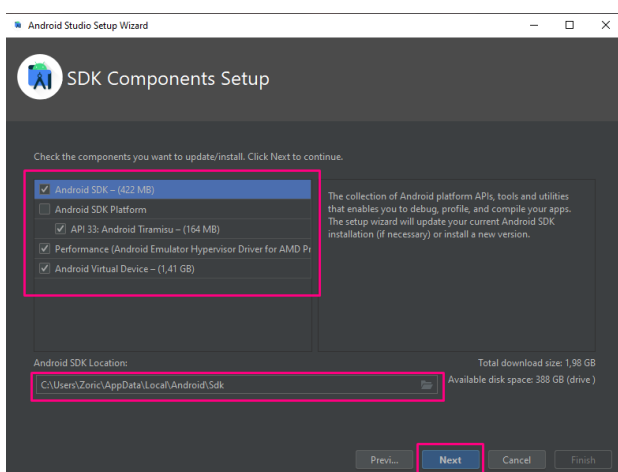 Android Studio Setup Wizard
SDK Components Setup
Check the components you want to update/install. Click Next to continue.
Android SDK – (422 MB)
Android SDK Platform
API 33: Android Tiramisu – (164 MB)
Performance (Android Emulator Hypervisor Driver for AMD Pr
Android Virtual Device – (1,41 GB)
The collection of Android platform APIs, tools and utilities
that enables you to debug, profile, and compile your apps.
The setup wizard will update your current Android SDK
installation (if necessary) or install a new version.
Android SDK Location:
C:\Users\Zoric\AppData\Local\Android\Sdk
Total download size: 1,98 GB
Available disk space: 388 GB (drive )
Previ...
Next
Cancel
Finish